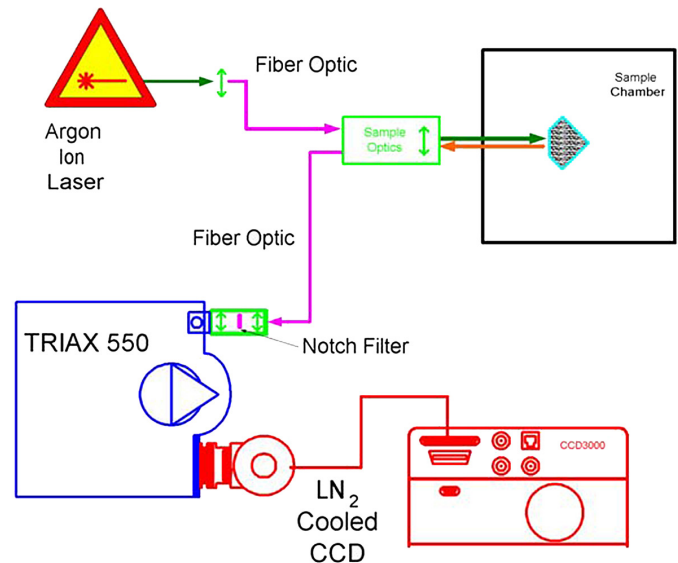 Fiber Optic
Argon
Ion
Laser
Sample
Optics
Sample
Chamber
Fiber Optic
TRIAX 550
Notch Filter
CCD3000
LN2
Cooled
CCD